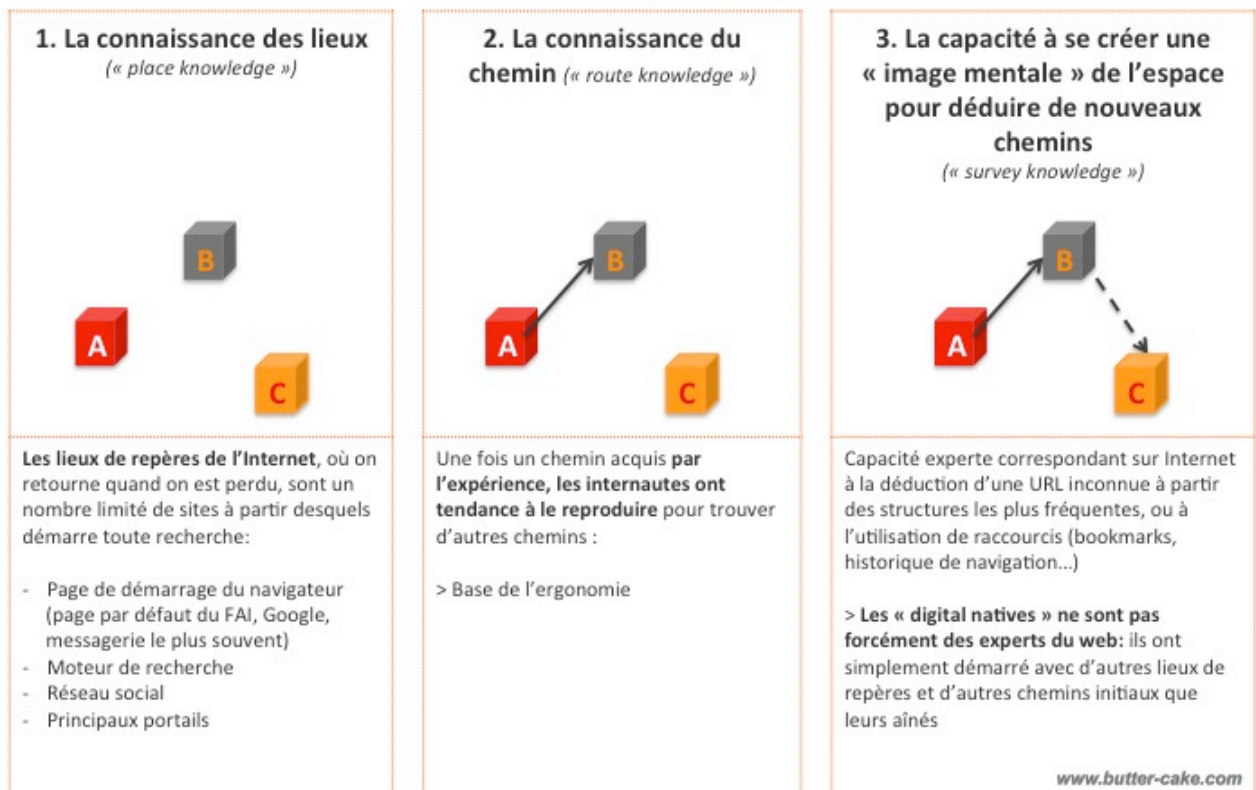 1. La connaissance des lieux
(« place knowledge »)
B
A
C
Les lieux de repères de l'Internet, où on
retourne quand on est perdu, sont un
nombre limité de sites à partir desquels
démarre toute recherche:
- Page de démarrage du navigateur
(page par défaut du FAI, Google,
messagerie le plus souvent)
- Moteur de recherche
- Réseau social
- Principaux portails
2. La connaissance du
chemin (« route knowledge »)
B
A
C
Une fois un chemin acquis par
l'expérience, les internautes ont
tendance à le reproduire pour trouver
d'autres chemins :
> Base de l'ergonomie
3. La capacité à se créer une
« image mentale » de l'espace
pour déduire de nouveaux
chemins
(« survey knowledge »)
B
A
C
Capacité experte correspondant sur Internet
à la déduction d'une URL inconnue à partir
des structures les plus fréquentes, ou à
l'utilisation de raccourcis (bookmarks,
historique de navigation...)
> Les « digital natives » ne sont pas
forcément des experts du web: ils ont
simplement démarré avec d'autres lieux de
repères et d'autres chemins initiaux que
leurs aînés
www.butter-cake.com